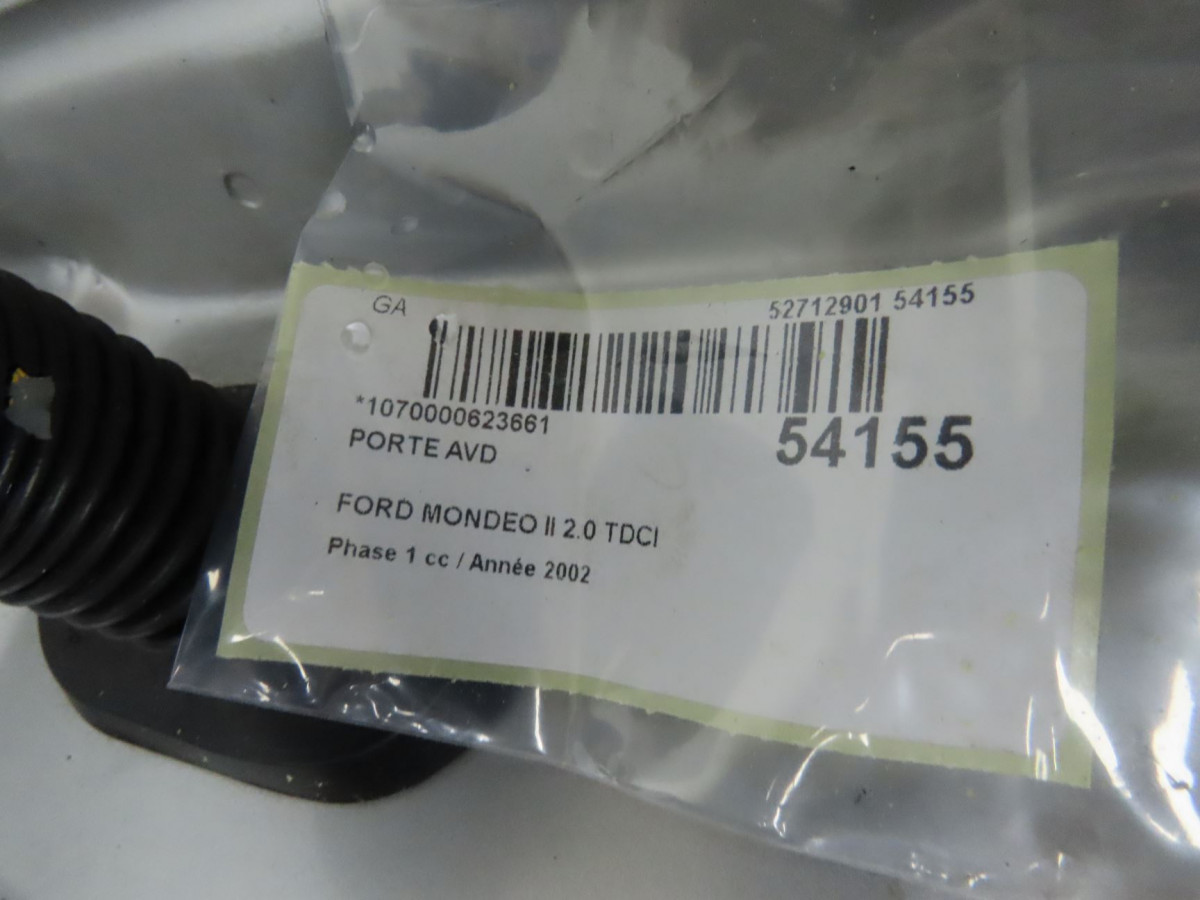 GA 52712901 54155
*1070000623661
54155
PORTE AVD
FORD MONDEO II 2.0 TDCI
Phase 1 cc / Année 2002